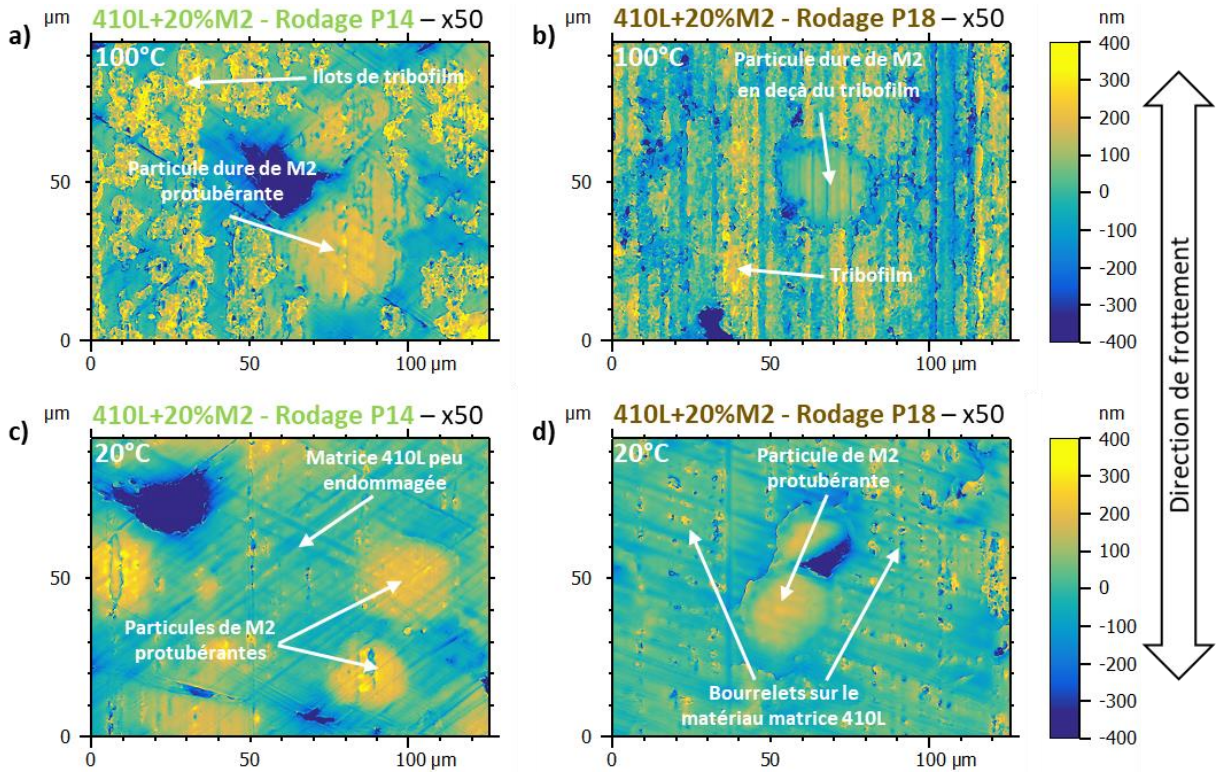 410L+20%M2 - Rodage P14 – x50
410L+20%M2 - Rodage P18 – x50
a)
b)
µm
µm
nm
100°C
Ilots de tribofilm
Particule dure de M2
protubérante
100°C
Particule dure de M2
en deçà du tribofilm
Tribofilm
50
0
0
50
100 µm
50
0
0
50
100 µm
400
300
200
100
0
-100
-200
-300
-400
Direction de frottement
410L+20%M2 - Rodage P14 – x50
410L+20%M2 - Rodage P18 – x50
c)
d)
µm
µm
nm
20°C
Matrice 410L peu
endommagée
Particules de M2
protubérantes
20°C
Particule de M2
protubérante
Bourrelets sur le
matériau matrice 410L
50
0
0
50
100 µm
50
0
0
50
100 µm
400
300
200
100
0
-100
-200
-300
-400